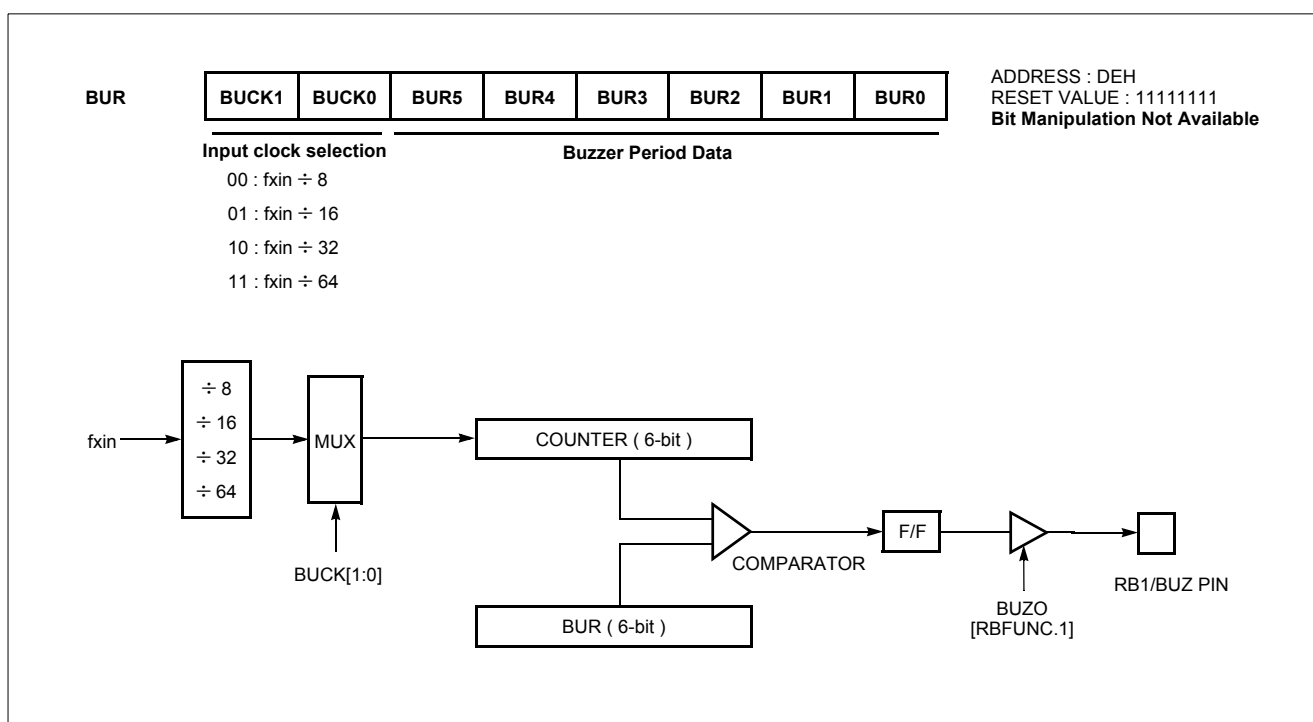 BUR
BUCK1 BUCK0 BUR5 BUR4 BUR3 BUR2 BUR1 BUR0
ADDRESS : DEH
RESET VALUE : 11111111
Bit Manipulation Not Available
Input clock selection
Buzzer Period Data
00 : fxin ÷ 8
01 : fxin ÷ 16
10 : fxin ÷ 32
11 : fxin ÷ 64
fxin
÷ 8
÷ 16
÷ 32
÷ 64
MUX
BUCK[1:0]
COUNTER ( 6-bit )
COMPARATOR
BUR ( 6-bit )
F/F
BUZO
[RBFUNC.1]
RB1/BUZ PIN